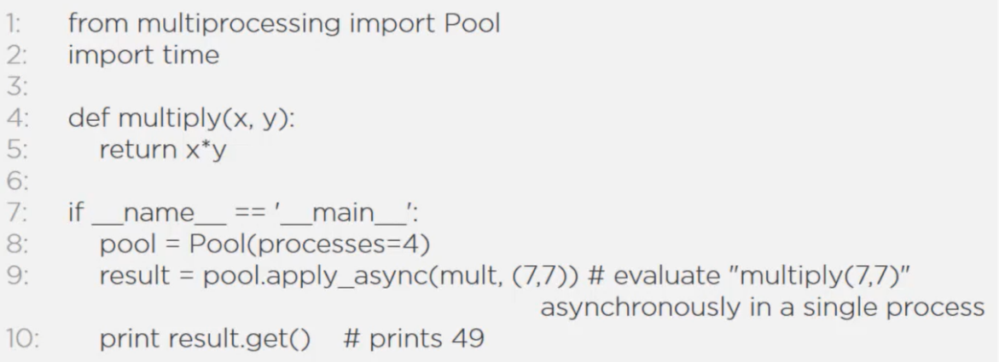 1: from multiprocessing import Pool
2: import time
3:
4: def multiply(x, y):
5: return x*y
6:
7: if __name__ == '__main__':
8: pool = Pool(processes=4)
9: result = pool.apply_async(mult, (7,7)) # evaluate "multiply(7,7)"
asynchronously in a single process
10: print result.get() # prints 49